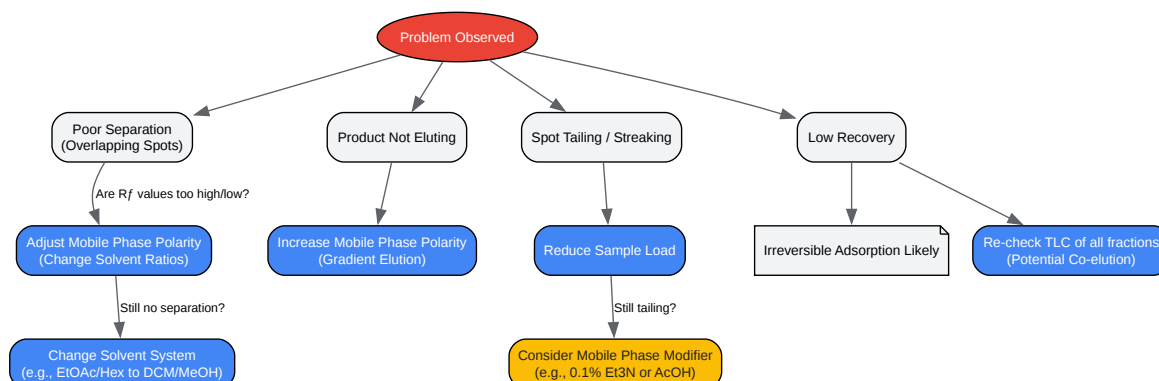 Problem Observed
Poor Separation
(Overlapping Spots)
Product Not Eluting
Spot Tailing / Streaking
Low Recovery
Are Rƒ values too high/low?
Adjust Mobile Phase Polarity
(Change Solvent Ratios)
Increase Mobile Phase Polarity
(Gradient Elution)
Reduce Sample Load
Irreversible Adsorption Likely
Re-check TLC of all fractions
(Potential Co-elution)
Still no separation?
Still tailing?
Change Solvent System
(e.g., EtOAc/Hex to DCM/MeOH)
Consider Mobile Phase Modifier
(e.g., 0.1% Et3N or AcOH)